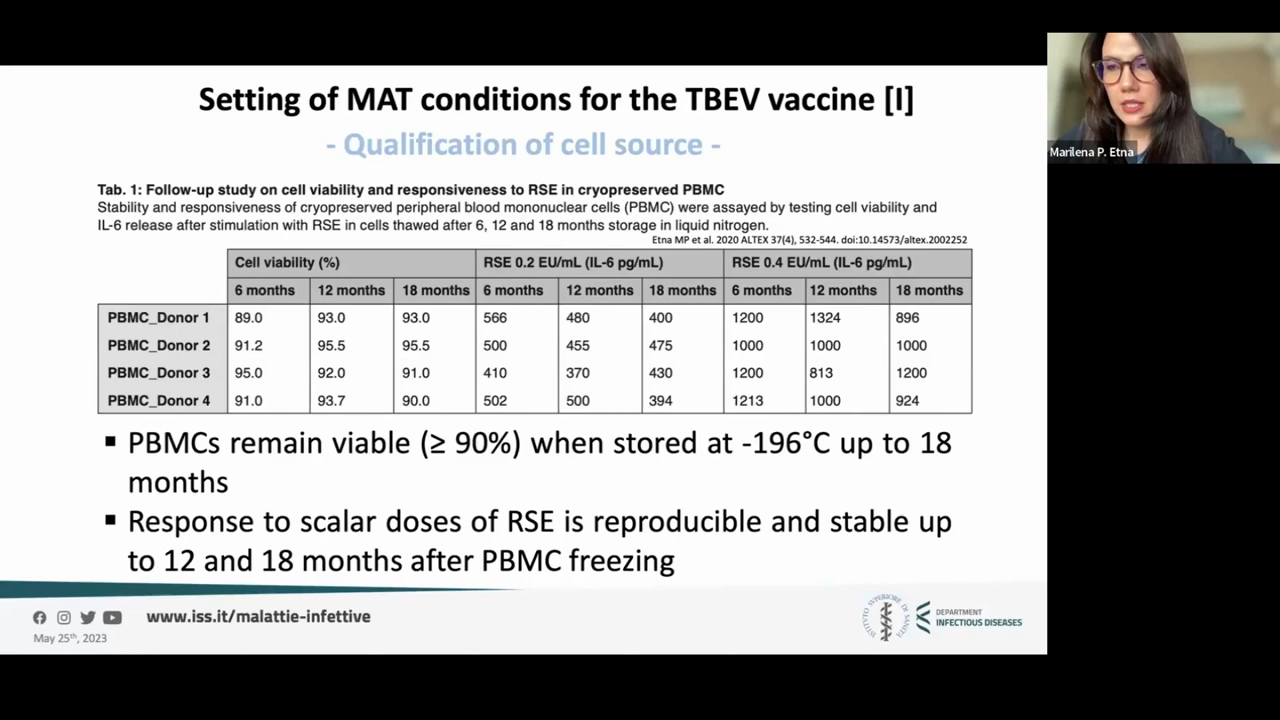 Setting of MAT conditions for the TBEV vaccine [I]
- Qualification of cell source -
Marilena P. Etna
Tab. 1: Follow-up study on cell viability and responsiveness to RSE in cryopreserved PBMC
Stability and responsiveness of cryopreserved peripheral blood mononuclear cells (PBMC) were assayed by testing cell viability and
IL-6 release after stimulation with RSE in cells thawed after 6, 12 and 18 months storage in liquid nitrogen.
Etna MP et al. 2020 ALTEX 37(4), 532-544. doi:10.14573/altex.2002252
Cell viability (%) RSE 0.2 EU/mL (IL-6 pg/mL) RSE 0.4 EU/mL (IL-6 pg/mL)
6 months 12 months 18 months 6 months 12 months 18 months 6 months 12 months 18 months
PBMC_Donor 1 89.0 93.0 93.0 566 480 400 1200 1324 896
PBMC_Donor 2 91.2 95.5 95.5 500 455 475 1000 1000 1000
PBMC_Donor 3 95.0 92.0 91.0 410 370 430 1200 813 1200
PBMC_Donor 4 91.0 93.7 90.0 502 500 394 1213 1000 924
▪ PBMCs remain viable (≥ 90%) when stored at -196°C up to 18
months
▪ Response to scalar doses of RSE is reproducible and stable up
to 12 and 18 months after PBMC freezing
www.iss.it/malattie-infettive
May 25th, 2023
ISTITUTO SUPERIORE DI SANITÀ
DEPARTMENT
INFECTIOUS DISEASES